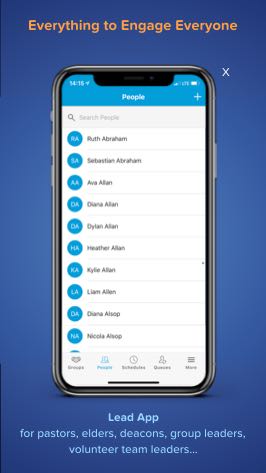 Everything to Engage Everyone
X
14:15
LTE
People
+
Search People
RA Ruth Abraham
SA Sebastian Abraham
AA Ava Allan
DA Diana Allan
DA Dylan Allan
HA Heather Allan
KA Kylie Allan
LA Liam Allen
DA Diana Alsop
NA Nicola Alsop
Groups People Schedules Queues More
Lead App
for pastors, elders, deacons, group leaders,
volunteer team leaders...